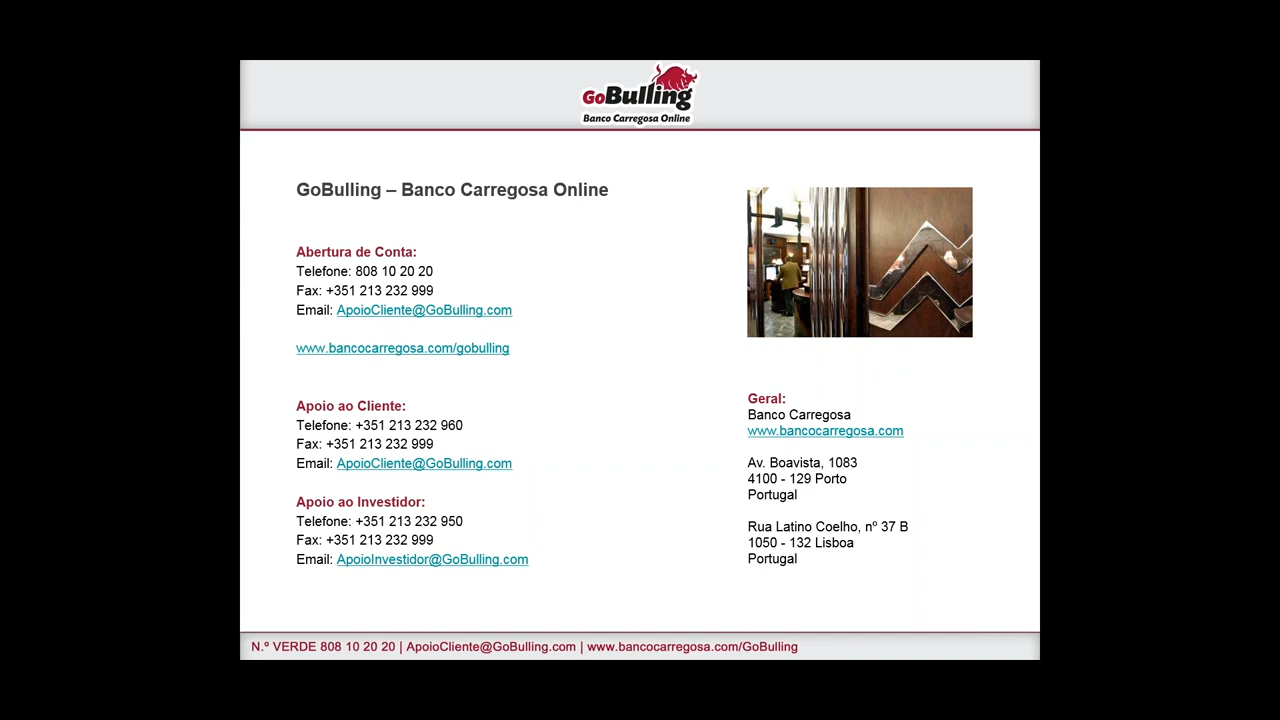 GoBulling
Banco Carregosa Online
GoBulling – Banco Carregosa Online
Abertura de Conta:
Telefone: 808 10 20 20
Fax: +351 213 232 999
Email: ApoioCliente@GoBulling.com
www.bancocarregosa.com/gobulling
Apoio ao Cliente:
Telefone: +351 213 232 960
Fax: +351 213 232 999
Email: ApoioCliente@GoBulling.com
Apoio ao Investidor:
Telefone: +351 213 232 950
Fax: +351 213 232 999
Email: ApoioInvestidor@GoBulling.com
Geral:
Banco Carregosa
www.bancocarregosa.com
Av. Boavista, 1083
4100 - 129 Porto
Portugal
Rua Latino Coelho, nº 37 B
1050 - 132 Lisboa
Portugal
N.º VERDE 808 10 20 20 | ApoioCliente@GoBulling.com | www.bancocarregosa.com/GoBulling